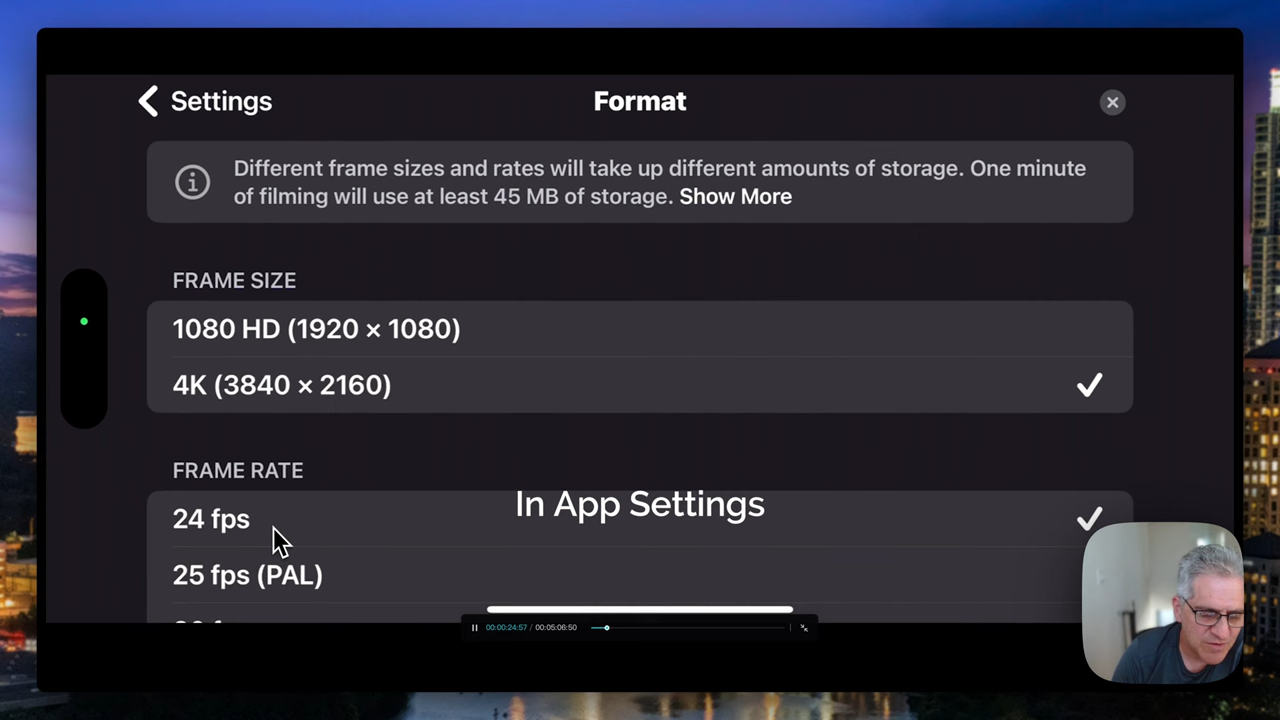 Settings
Format
Different frame sizes and rates will take up different amounts of storage. One minute
of filming will use at least 45 MB of storage. Show More
FRAME SIZE
1080 HD (1920 × 1080)
4K (3840 × 2160)
FRAME RATE
In App Settings
24 fps
25 fps (PAL)
00:00:24:57 / 00:05:06:50